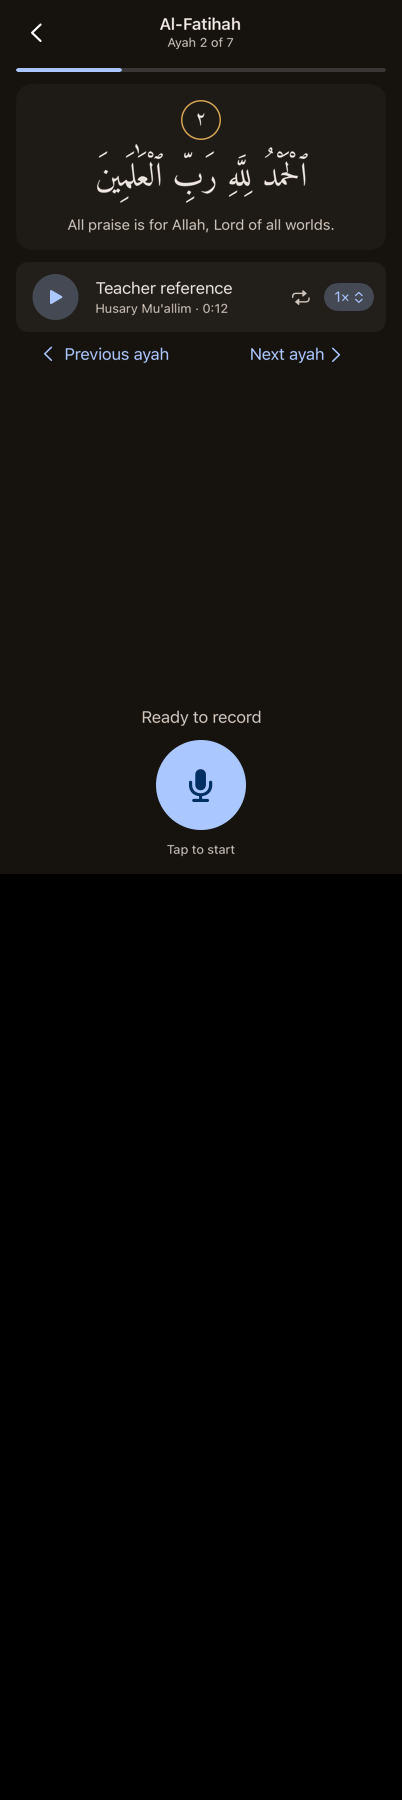 Al-Fatihah
Ayah 2 of 7
٢
ٱلْحَمْدُ لِلَّهِ رَبِّ ٱلْعَٰلَمِينَ
All praise is for Allah, Lord of all worlds.
Teacher reference
Husary Mu'allim · 0:12
1×
Previous ayah
Next ayah
Ready to record
Tap to start